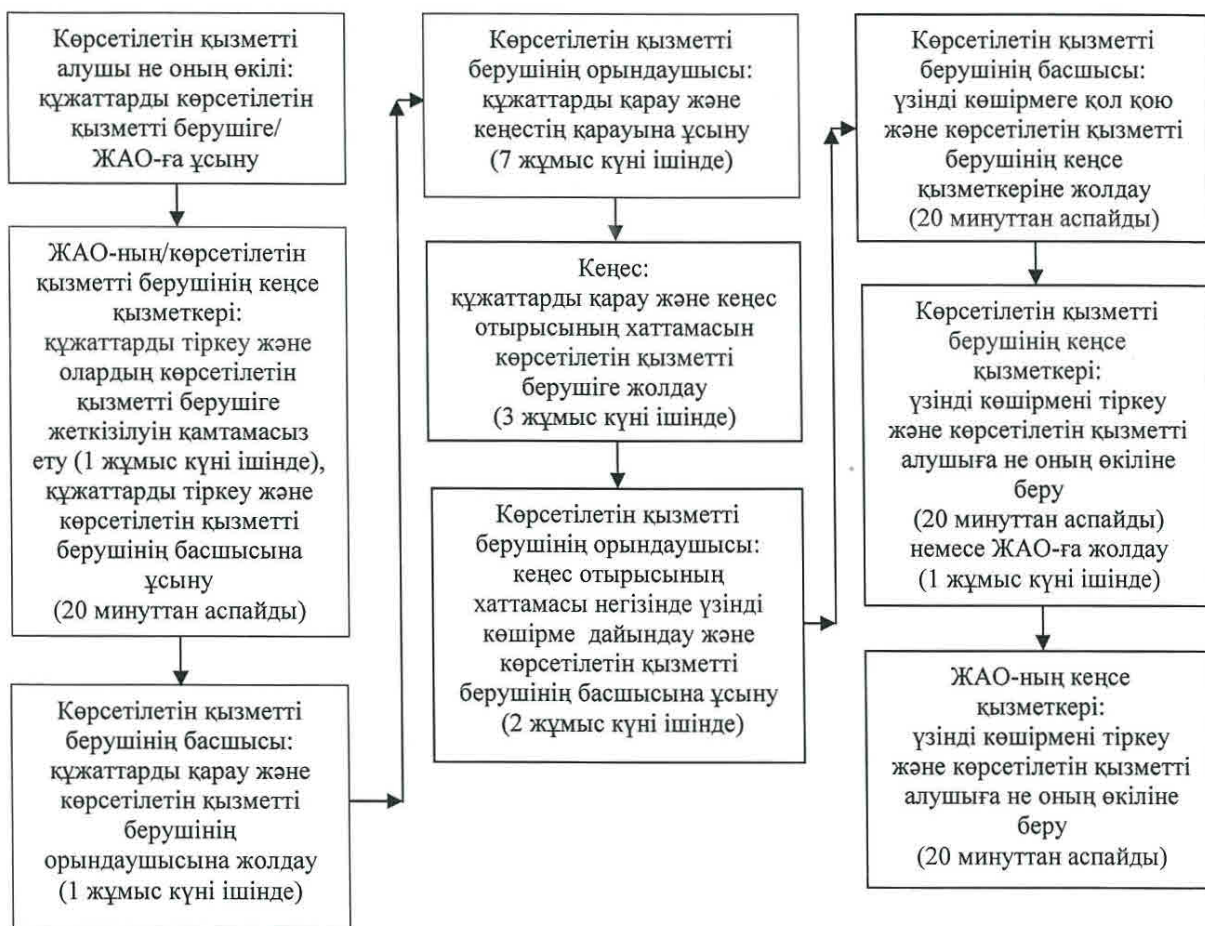 Көрсетілетін қызметті
алушы не оның өкілі:
құжаттарды көрсетілетін
қызметті берушіге/
ЖАО-ға ұсыну
ЖАО-ның/көрсетілетін
қызметті берушінің кеңсе
қызметкері:
құжаттарды тіркеу және
олардың көрсетілетін
қызметті берушіге
жеткізілуін қамтамасыз
ету (1 жұмыс күні ішінде),
құжаттарды тіркеу және
көрсетілетін қызметті
берушінің басшысына
ұсыну
(20 минуттан аспайды)
Көрсетілетін қызметті
берушінің басшысы:
құжаттарды қарау және
көрсетілетін қызметті
берушінің
орындаушысына жолдау
(1 жұмыс күні ішінде)
Көрсетілетін қызметті
берушінің орындаушысы:
құжаттарды қарау және
кеңестің қарауына ұсыну
(7 жұмыс күні ішінде)
Кеңес:
құжаттарды қарау және кеңес
отырысының хаттамасын
көрсетілетін қызметті
берушіге жолдау
(3 жұмыс күні ішінде)
Көрсетілетін қызметті
берушінің орындаушысы:
кеңес отырысының
хаттамасы негізінде үзінді
көшірме дайындау және
көрсетілетін қызметті
берушінің басшысына ұсыну
(2 жұмыс күні ішінде)
Көрсетілетін қызметті
берушінің басшысы:
үзінді көшірмеге қол қою
және көрсетілетін қызметті
берушінің кеңсе
қызметкеріне жолдау
(20 минуттан аспайды)
Көрсетілетін қызметті
берушінің кеңсе
қызметкері:
үзінді көшірмені тіркеу
және көрсетілетін қызметті
алушыға не оның өкіліне
беру
(20 минуттан аспайды)
немесе ЖАО-ға жолдау
(1 жұмыс күні ішінде)
ЖАО-ның кеңсе
қызметкері:
үзінді көшірмені тіркеу
және көрсетілетін қызметті
алушыға не оның өкіліне
беру
(20 минуттан аспайды)